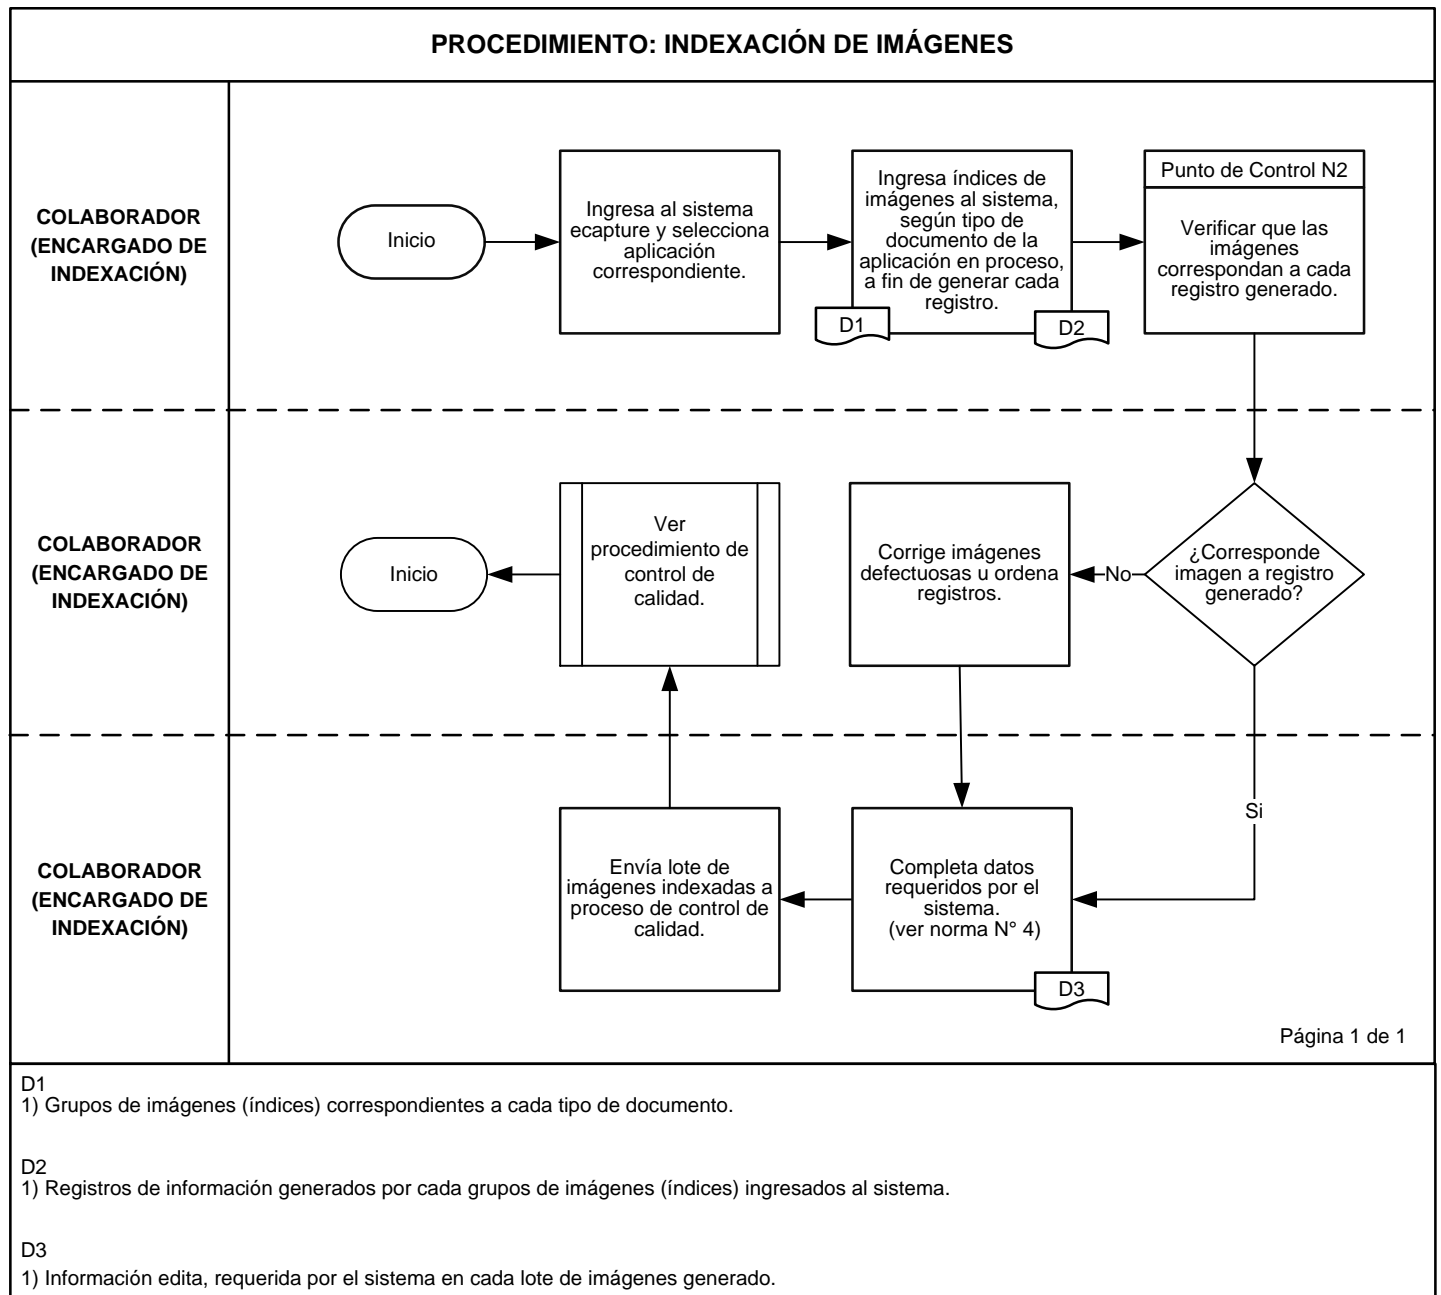 PROCEDIMIENTO: INDEXACIÓN DE IMÁGENES
COLABORADOR
(ENCARGADO DE
INDEXACIÓN)
Inicio
Ingresa al sistema
ecapture y selecciona
aplicación
correspondiente.
Ingresa índices de
imágenes al sistema,
según tipo de
documento de la
aplicación en proceso,
a fin de generar cada
registro.
D1
D2
Punto de Control N2
Verificar que las
imágenes
correspondan a cada
registro generado.
COLABORADOR
(ENCARGADO DE
INDEXACIÓN)
Inicio
Ver
procedimiento de
control de
calidad.
Corrige imágenes
defectuosas u ordena
registros.
No
¿Corresponde
imagen a registro
generado?
COLABORADOR
(ENCARGADO DE
INDEXACIÓN)
Envía lote de
imágenes indexadas a
proceso de control de
calidad.
Completa datos
requeridos por el
sistema.
(ver norma N° 4)
D3
Si
Página 1 de 1
D1
1) Grupos de imágenes (índices) correspondientes a cada tipo de documento.
D2
1) Registros de información generados por cada grupos de imágenes (índices) ingresados al sistema.
D3
1) Información edita, requerida por el sistema en cada lote de imágenes generado.